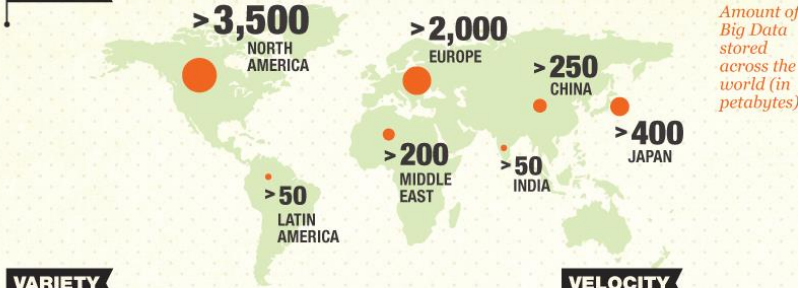 >3,500
NORTH
AMERICA
>2,000
EUROPE
>250
CHINA
>400
JAPAN
>200
MIDDLE
EAST
>50
INDIA
>50
LATIN
AMERICA
Amount of
Big Data
stored
across the
world (in
petabytes)
VARIETY
VELOCITY